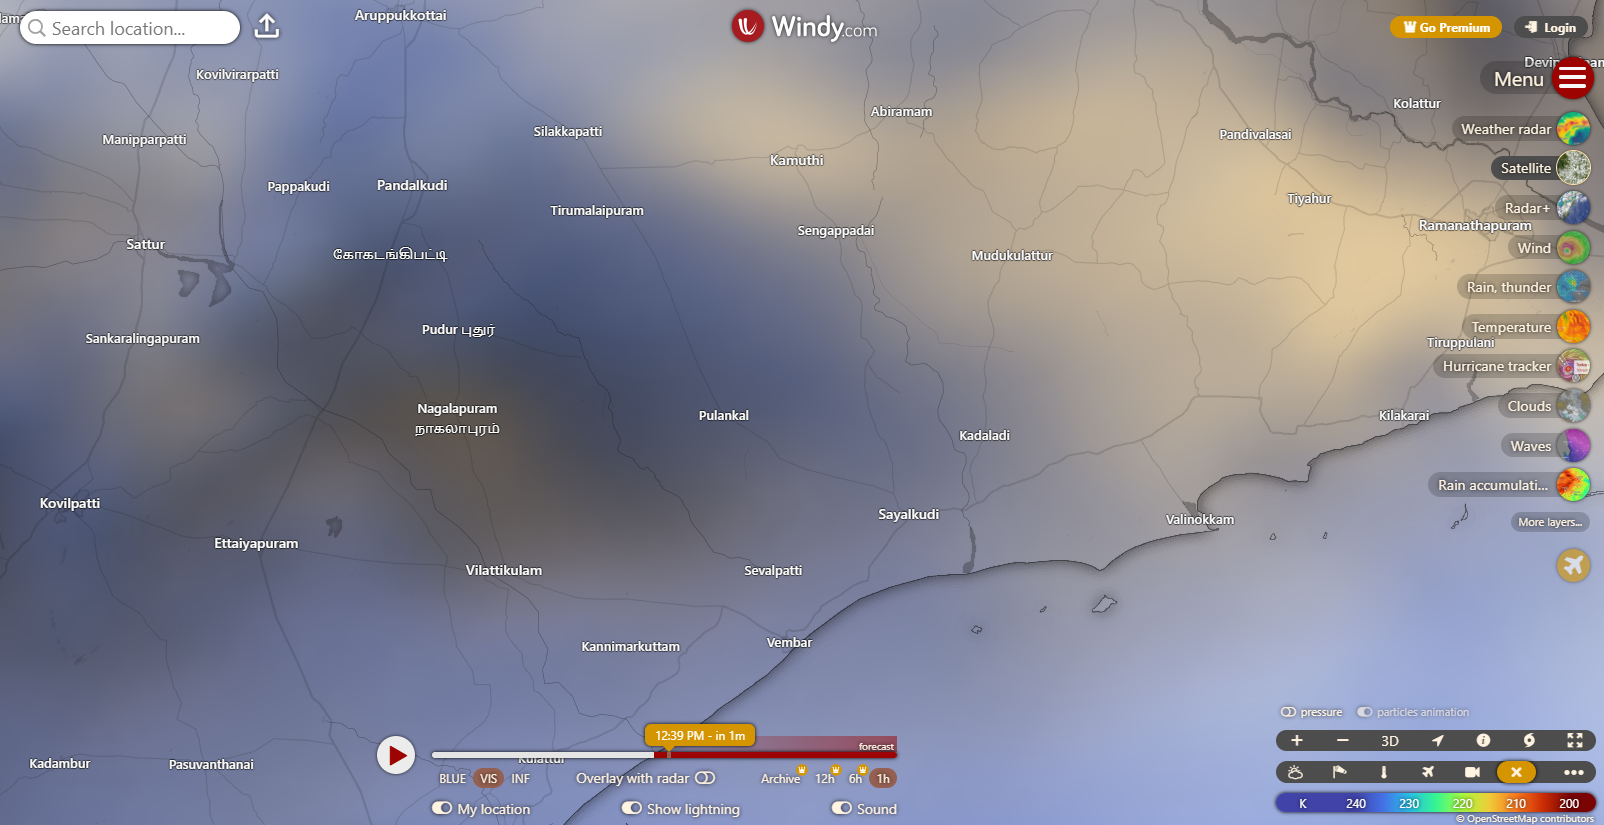 Search location...
Windy.com
Go Premium
Login
Aruppukkottai
Kovilvirarpatti
Manipparpatti
Silakkapatti
Abiramam
Kolattur
Pandivalasai
Kamuthi
Pappakudi
Pandalkudi
Tirumalaipuram
Tiyahur
Sengappadai
Ramanathapuram
Sattur
கோகடங்கிபட்டி
Mudukulattur
Sankaralingapuram
Pudur புதுர்
Tiruppulani
Nagalapuram
நாகலாபுரம்
Pulankal
Kadaladi
Kilakarai
Kovilpatti
Sayalkudi
Valinokkam
Ettaiyapuram
Vilattikulam
Sevalpatti
Kannimarkuttam
Vembar
Kadambur
Pasuvanthanai
Kulattur
Menu
Weather radar
Satellite
Radar+
Wind
Rain, thunder
Temperature
Hurricane tracker
Clouds
Waves
Rain accumulati...
More layers...
12:39 PM - in 1m
forecast
BLUE VIS INF
Overlay with radar
Archive 12h 6h 1h
My location
Show lightning
Sound
pressure
particles animation
3D
K 240 230 220 210 200
© OpenStreetMap contributors